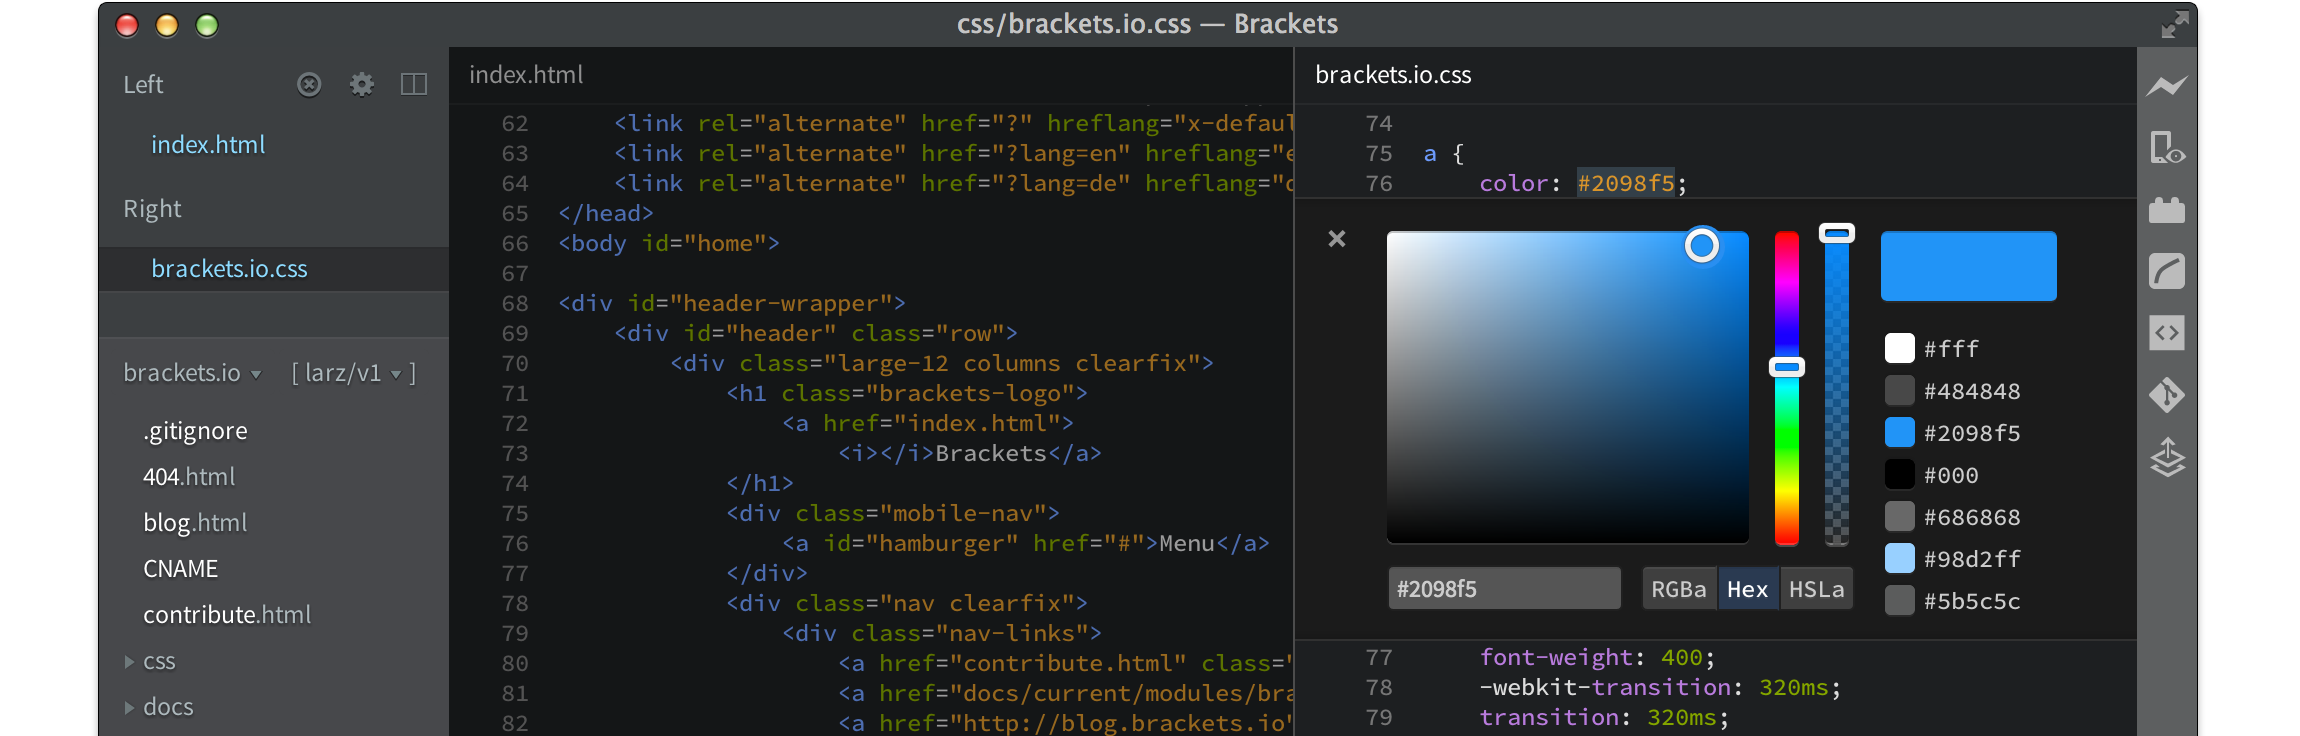 css/brackets.io.css — Brackets
Left
index.html
Right
brackets.io.css
brackets.io [ larz/v1 ]
.gitignore
404.html
blog.html
CNAME
contribute.html
css
docs
index.html
62 <link rel="alternate" href="?" hreflang="x-defaul
63 <link rel="alternate" href="?lang=en" hreflang="e
64 <link rel="alternate" href="?lang=de" hreflang="d
65 </head>
66 <body id="home">
67
68 <div id="header-wrapper">
69 <div id="header" class="row">
70 <div class="large-12 columns clearfix">
71 <h1 class="brackets-logo">
72 <a href="index.html">
73 <i></i>Brackets</a>
74 </h1>
75 <div class="mobile-nav">
76 <a id="hamburger" href="#">Menu</a>
77 </div>
78 <div class="nav clearfix">
79 <div class="nav-links">
80 <a href="contribute.html" class="
81 <a href="docs/current/modules/bra
82 <a href="http://blog.brackets.io"
brackets.io.css
74
75 a {
76 color: #2098f5;
#fff
#484848
#2098f5
#000
#686868
#98d2ff
#5b5c5c
#2098f5 RGBa Hex HSLa
77 font-weight: 400;
78 -webkit-transition: 320ms;
79 transition: 320ms;